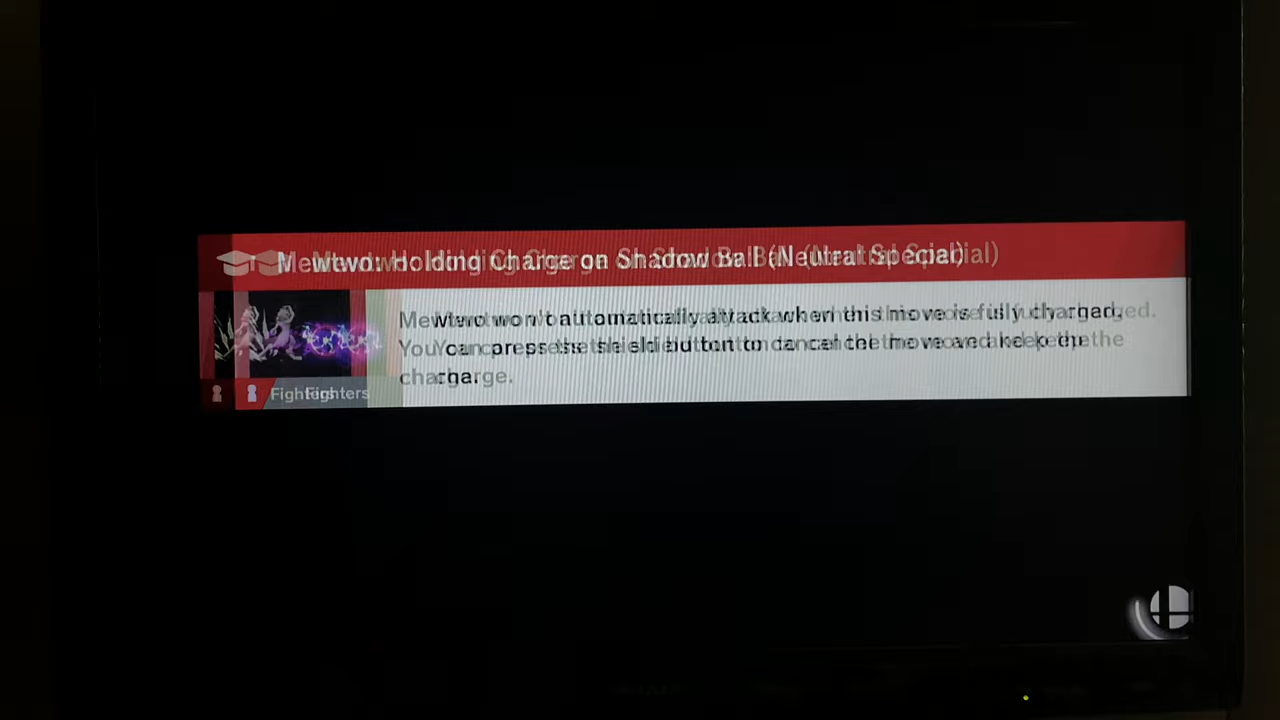 Mewtwo: Holding Charge on Shadow Ball (Neutral Special)
Mewtwo won't automatically attack when this move is fully charged.
You can press the shield button to cancel the move and keep the
charge.
Fighters